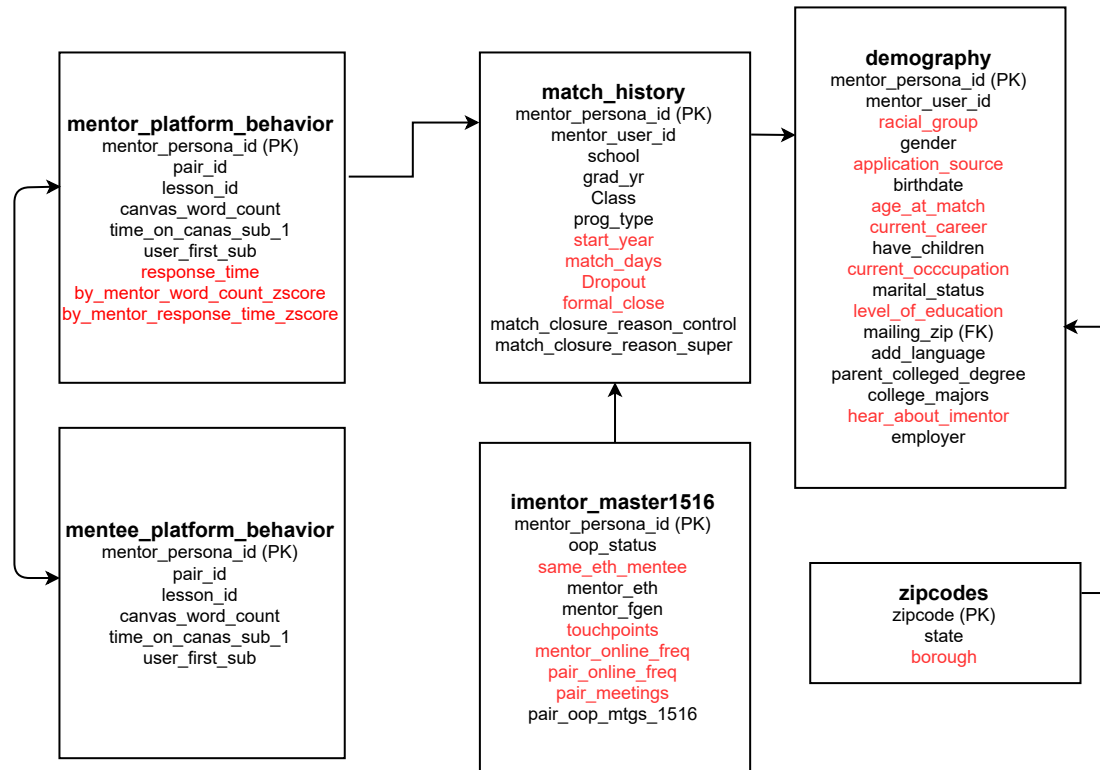 mentor_platform_behavior
mentor_persona_id (PK)
pair_id
lesson_id
canvas_word_count
time_on_canas_sub_1
user_first_sub
response_time
by_mentor_word_count_zscore
by_mentor_response_time_zscore
mentee_platform_behavior
mentor_persona_id (PK)
pair_id
lesson_id
canvas_word_count
time_on_canas_sub_1
user_first_sub
match_history
mentor_persona_id (PK)
mentor_user_id
school
grad_yr
Class
prog_type
start_year
match_days
Dropout
formal_close
match_closure_reason_control
match_closure_reason_super
imentor_master1516
mentor_persona_id (PK)
oop_status
same_eth_mentee
mentor_eth
mentor_fgen
touchpoints
mentor_online_freq
pair_online_freq
pair_meetings
pair_oop_mtgs_1516
demography
mentor_persona_id (PK)
mentor_user_id
racial_group
gender
application_source
birthdate
age_at_match
current_career
have_children
current_occcupation
marital_status
level_of_education
mailing_zip (FK)
add_language
parent_colleged_degree
college_majors
hear_about_imentor
employer
zipcodes
zipcode (PK)
state
borough